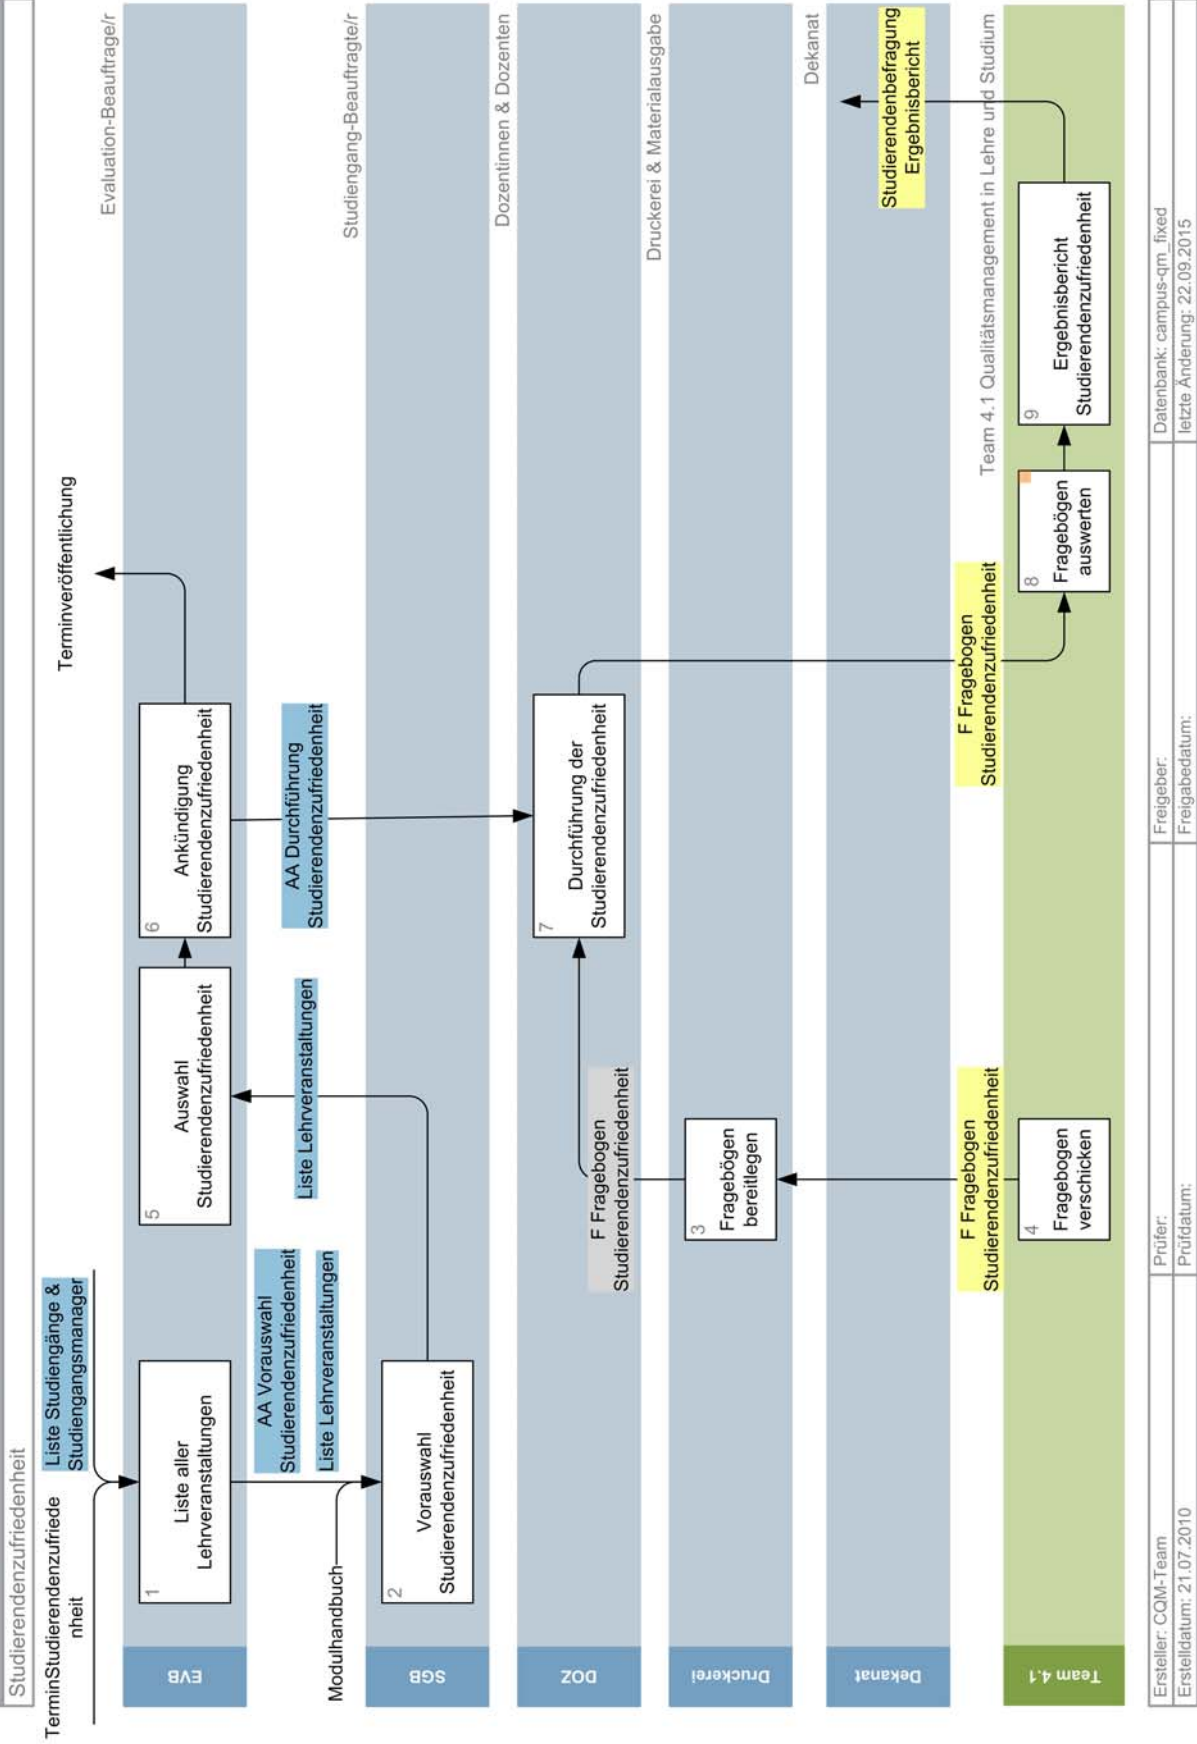 Studierendenzufriedenheit
TerminStudierendenzufriede
nheit
Liste Studiengänge &
Studiengangsmanager
Terminveröffentlichung
Evaluation-Beauftrage/r
EVB
1
Liste aller
Lehrveranstaltungen
5
Auswahl
Studierendenzufriedenheit
6
Ankündigung
Studierendenzufriedenheit
AA Vorauswahl
Studierendenzufriedenheit
Liste Lehrveranstaltungen
Liste Lehrveranstaltungen
AA Durchführung
Studierendenzufriedenheit
Modulhandbuch
Studiengang-Beauftragte/r
SGB
2
Vorauswahl
Studierendenzufriedenheit
Dozentinnen & Dozenten
DOZ
7
Durchführung der
Studierendenzufriedenheit
F Fragebogen
Studierendenzufriedenheit
Druckerei & Materialausgabe
Druckerei
3
Fragebögen
bereitlegen
Dekanat
Dekanat
Studierendenbefragung
Ergebnisbericht
F Fragebogen
Studierendenzufriedenheit
F Fragebogen
Studierendenzufriedenheit
Team 4.1 Qualitätsmanagement in Lehre und Studium
Team 4.1
4
Fragebogen
verschicken
8
Fragebögen
auswerten
9
Ergebnisbericht
Studierendenzufriedenheit
Ersteller: CQM-Team
Prüfer:
Freigeber:
Datenbank: campus-qm_fixed
Erstelldatum: 21.07.2010
Prüfdatum:
Freigabedatum:
letzte Änderung: 22.09.2015